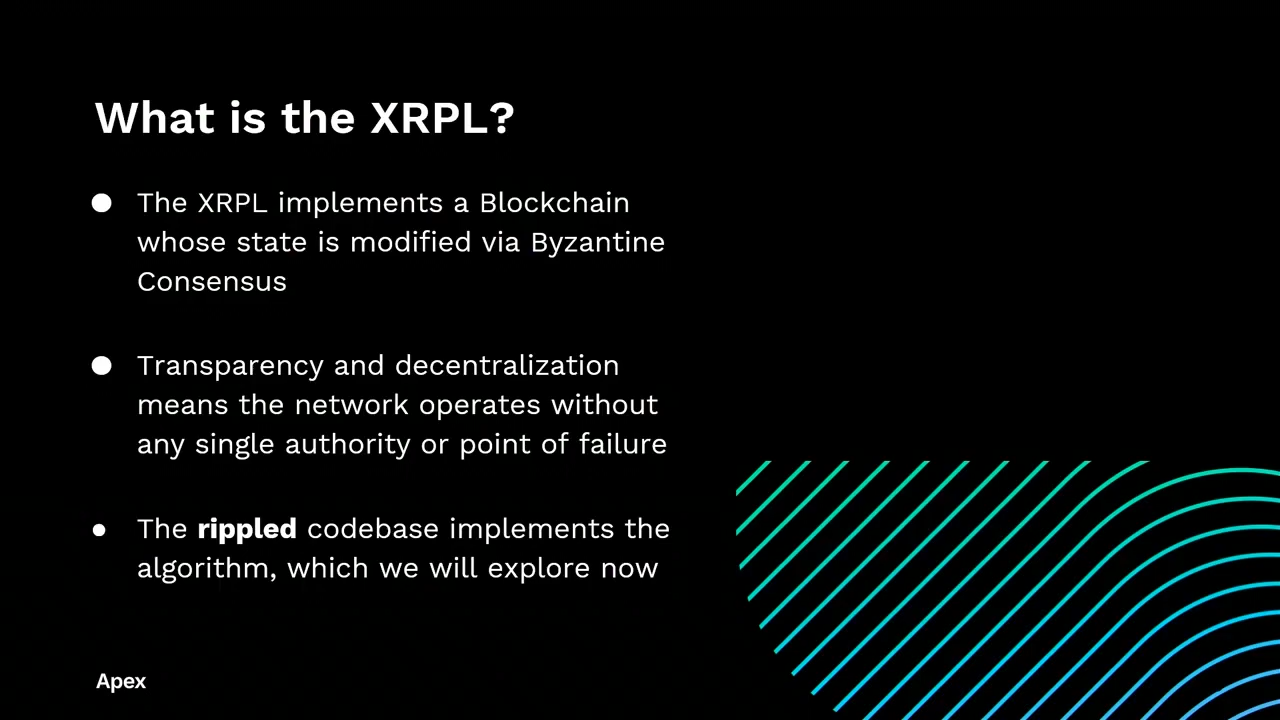 What is the XRPL?
● The XRPL implements a Blockchain
whose state is modified via Byzantine
Consensus
● Transparency and decentralization
means the network operates without
any single authority or point of failure
● The rippled codebase implements the
algorithm, which we will explore now
Apex